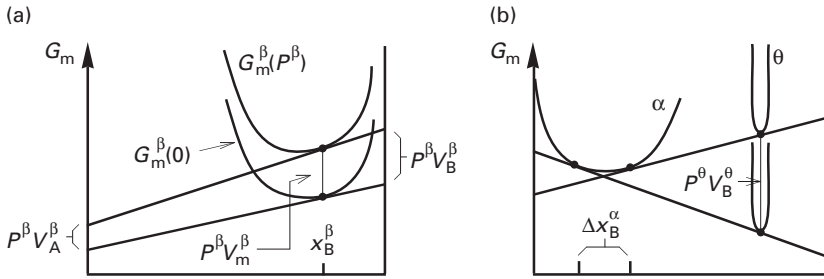 (a)
G_m
G_m^β(P^β)
G_m^β(0)
P^βV_B^β
P^βV_A^β
P^βV_m^β
x_B^β
(b)
G_m
α
θ
P^θV_B^θ
Δx_B^α